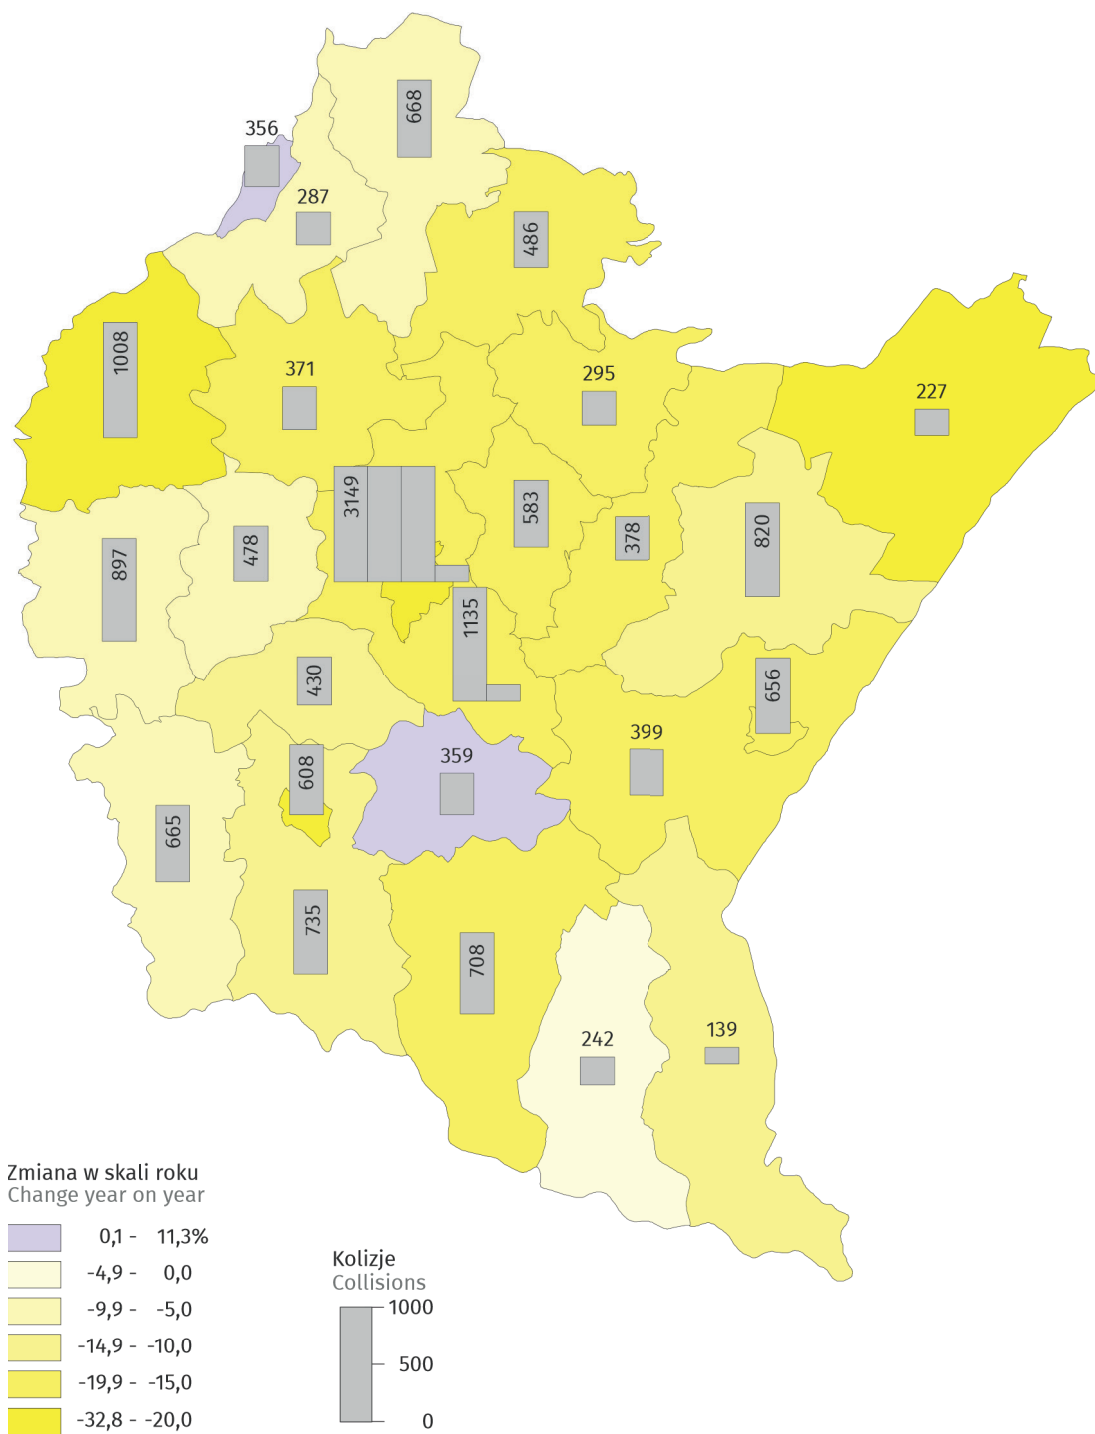 668
356
287
486
1008
371
295
227
3149
583
378
820
897
478
1135
430
656
399
359
608
665
735
708
242
139
Zmiana w skali roku
Change year on year
0,1 - 11,3%
-4,9 - 0,0
-9,9 - -5,0
-14,9 - -10,0
-19,9 - -15,0
-32,8 - -20,0
Kolizje
Collisions
1000
500
0